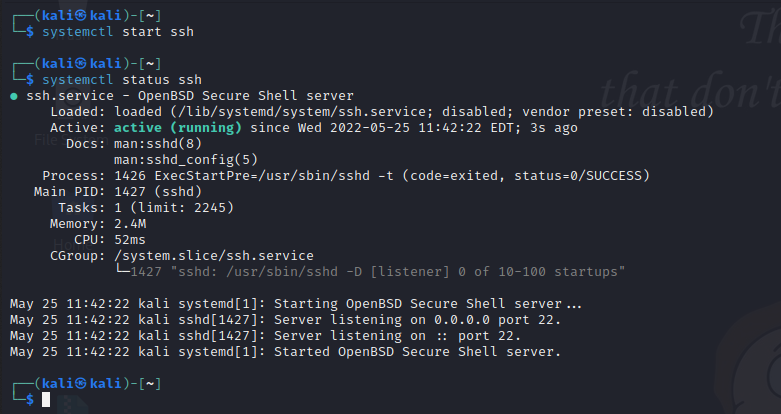 ┌──(kali㉿kali)-[~]
└─$ systemctl start ssh
┌──(kali㉿kali)-[~]
└─$ systemctl status ssh
● ssh.service - OpenBSD Secure Shell server
Loaded: loaded (/lib/systemd/system/ssh.service; disabled; vendor preset: disabled)
Active: active (running) since Wed 2022-05-25 11:42:22 EDT; 3s ago
Docs: man:sshd(8)
man:sshd_config(5)
Process: 1426 ExecStartPre=/usr/sbin/sshd -t (code=exited, status=0/SUCCESS)
Main PID: 1427 (sshd)
Tasks: 1 (limit: 2245)
Memory: 2.4M
CPU: 52ms
CGroup: /system.slice/ssh.service
└─1427 "sshd: /usr/sbin/sshd -D [listener] 0 of 10-100 startups"
May 25 11:42:22 kali systemd[1]: Starting OpenBSD Secure Shell server...
May 25 11:42:22 kali sshd[1427]: Server listening on 0.0.0.0 port 22.
May 25 11:42:22 kali sshd[1427]: Server listening on :: port 22.
May 25 11:42:22 kali systemd[1]: Started OpenBSD Secure Shell server.
┌──(kali㉿kali)-[~]
└─$
that don't